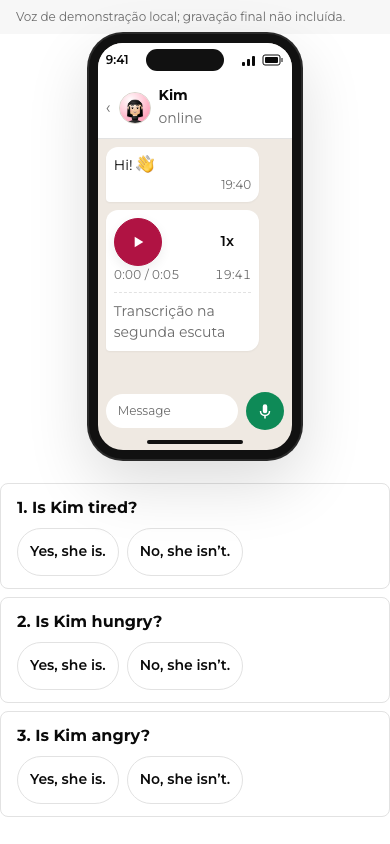 Voz de demonstração local; gravação final não incluída.
9:41
Kim
online
Hi! 👋
19:40
1x
0:00 / 0:05
19:41
Transcrição na
segunda escuta
Message
1. Is Kim tired?
Yes, she is.
No, she isn’t.
2. Is Kim hungry?
Yes, she is.
No, she isn’t.
3. Is Kim angry?
Yes, she is.
No, she isn’t.